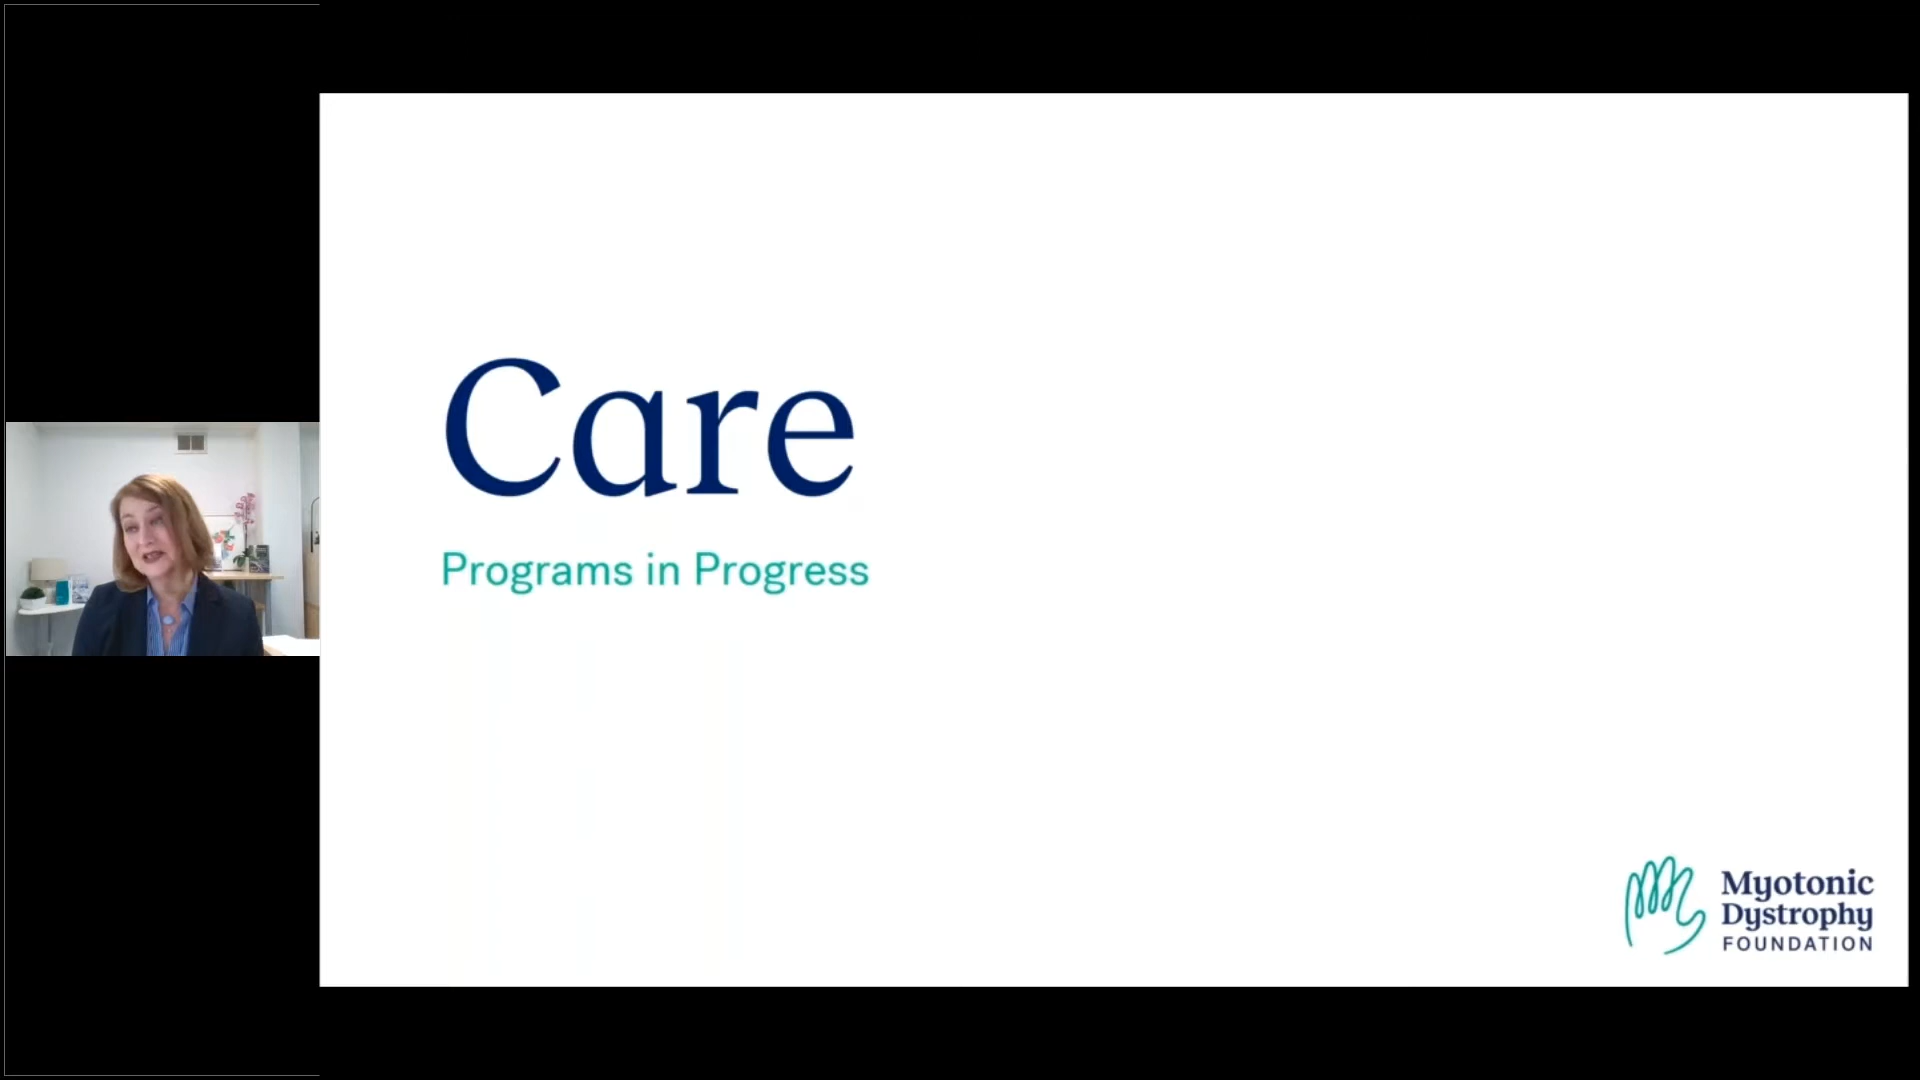 Care
Programs in Progress
Myotonic
Dystrophy
FOUNDATION